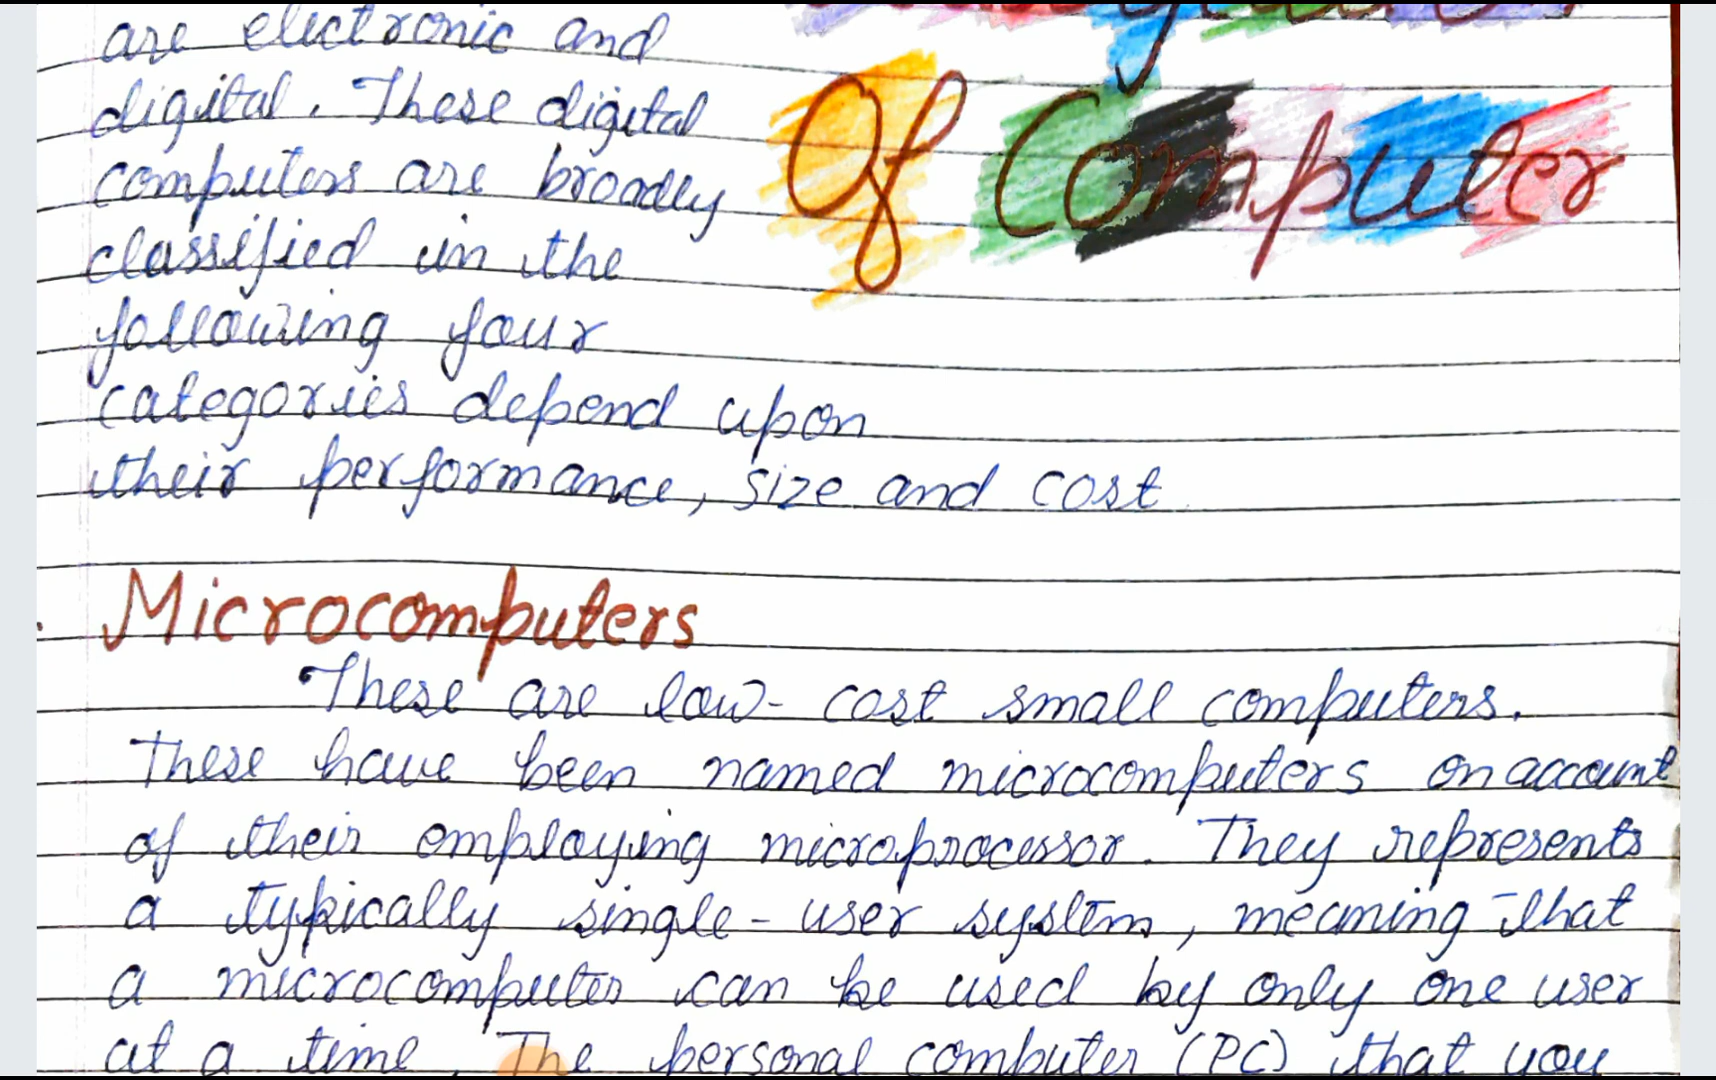 are electronic and
digital. These digital
computers are broadly
classified in the
following four
categories depend upon
their performance, size and cost
Of Computer
Microcomputers
These are low-cost small computers.
These have been named microcomputers on account
of their employing microprocessor. They represents
a typically single-user system, meaning that
a microcomputer can be used by only one user
at a time. The personal computer (PC) that you